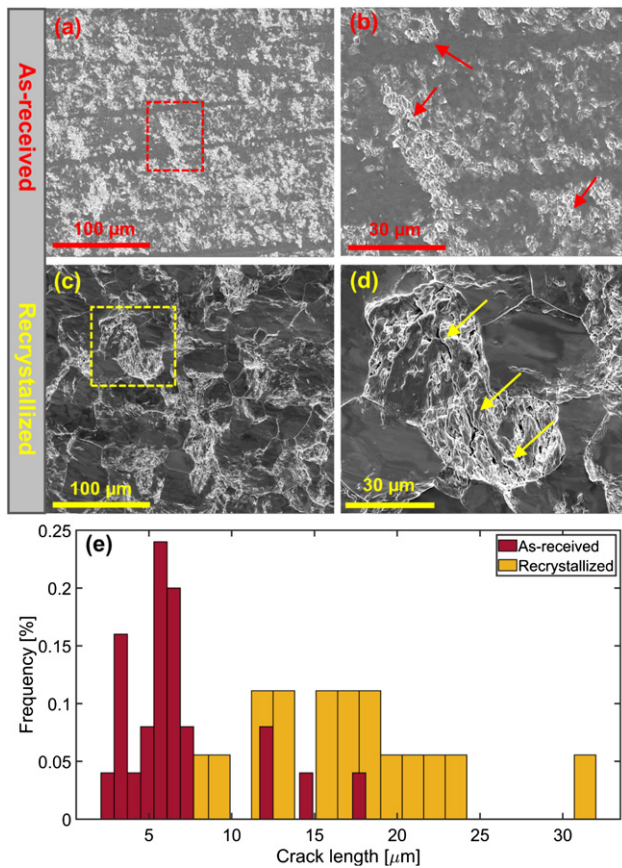 As-received
Recrystallized
(a)
100 µm
(b)
30 µm
(c)
100 µm
(d)
30 µm
(e)
As-received
Recrystallized
Frequency [%]
0.25
0.2
0.15
0.1
0.05
0
5
10
15
20
25
30
Crack length [µm]